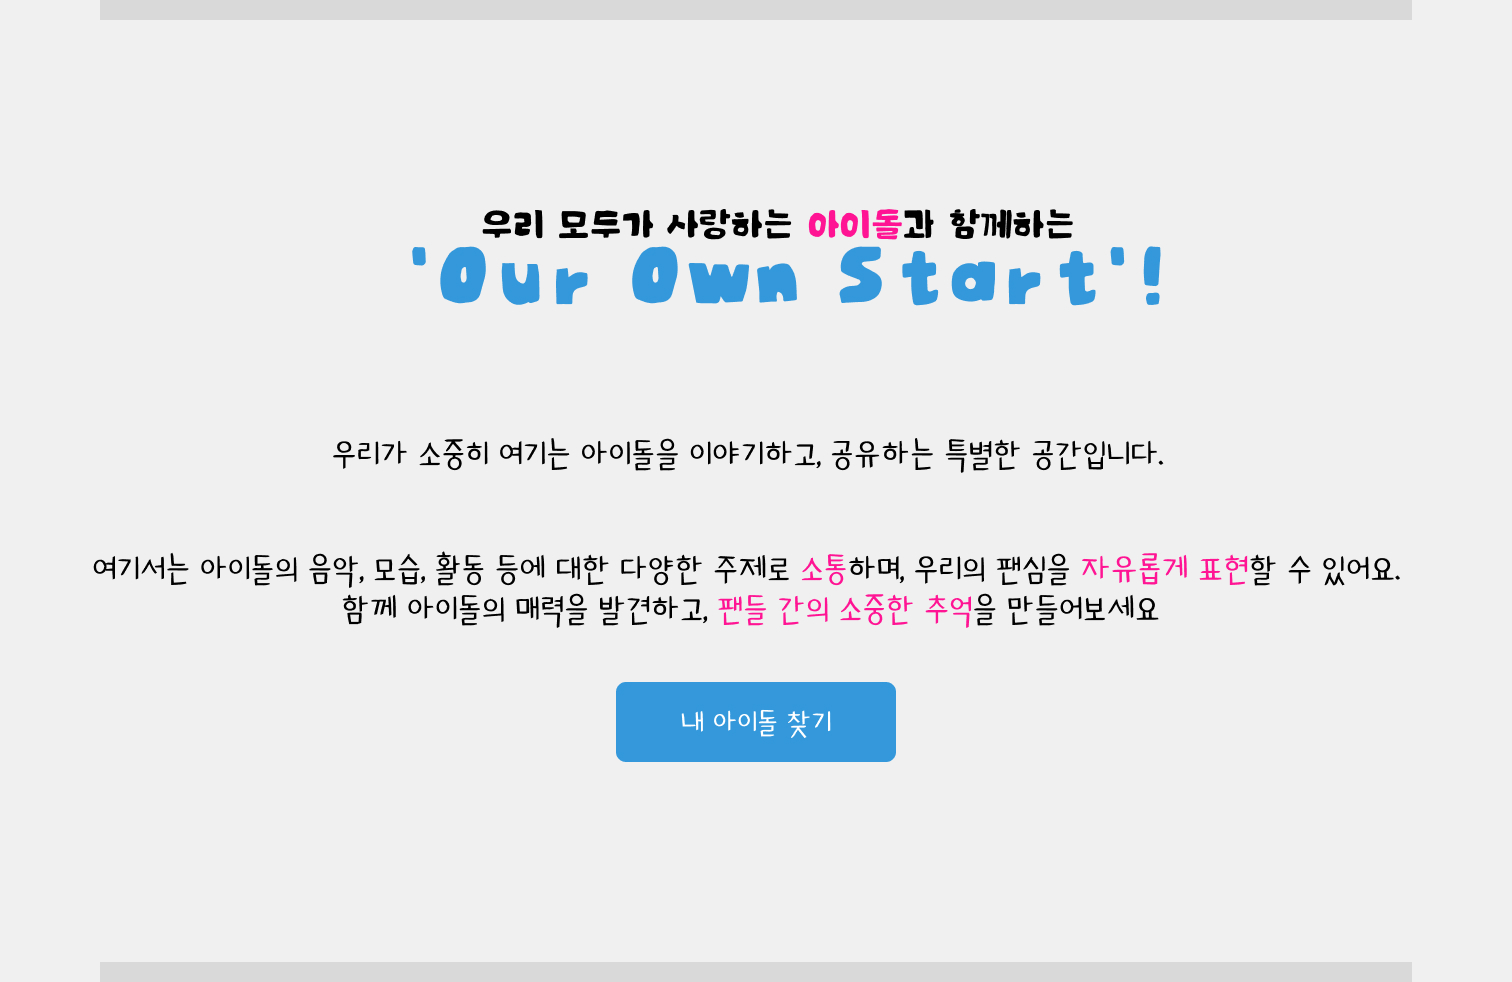 우리 모두가 사랑하는 아이돌과 함께하는
'Our Own Start'!
우리가 소중히 여기는 아이돌을 이야기하고, 공유하는 특별한 공간입니다.
여기서는 아이돌의 음악, 모습, 활동 등에 대한 다양한 주제로 소통하며, 우리의 팬심을 자유롭게 표현할 수 있어요.
함께 아이돌의 매력을 발견하고, 팬들 간의 소중한 추억을 만들어보세요
내 아이돌 찾기